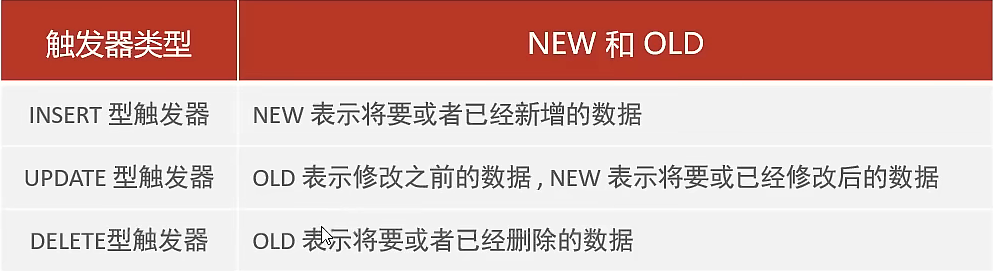 触发器类型
NEW 和 OLD
INSERT 型触发器
NEW 表示将要或者已经新增的数据
UPDATE 型触发器
OLD 表示修改之前的数据 , NEW 表示将要或已经修改后的数据
DELETE型触发器
OLD 表示将要或者已经删除的数据